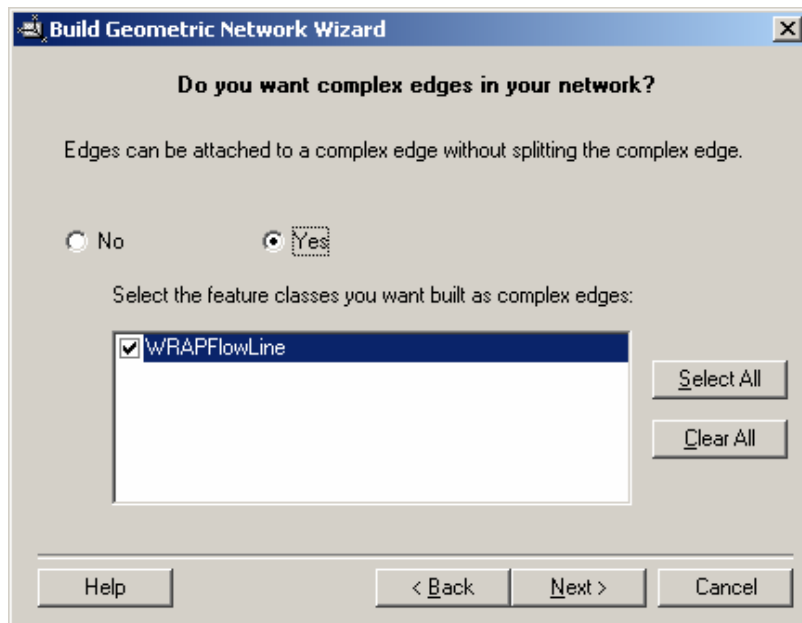 Build Geometric Network Wizard
Do you want complex edges in your network?
Edges can be attached to a complex edge without splitting the complex edge.
No Yes
Select the feature classes you want built as complex edges:
WRAPFlowLine
Select All
Clear All
Help < Back Next > Cancel